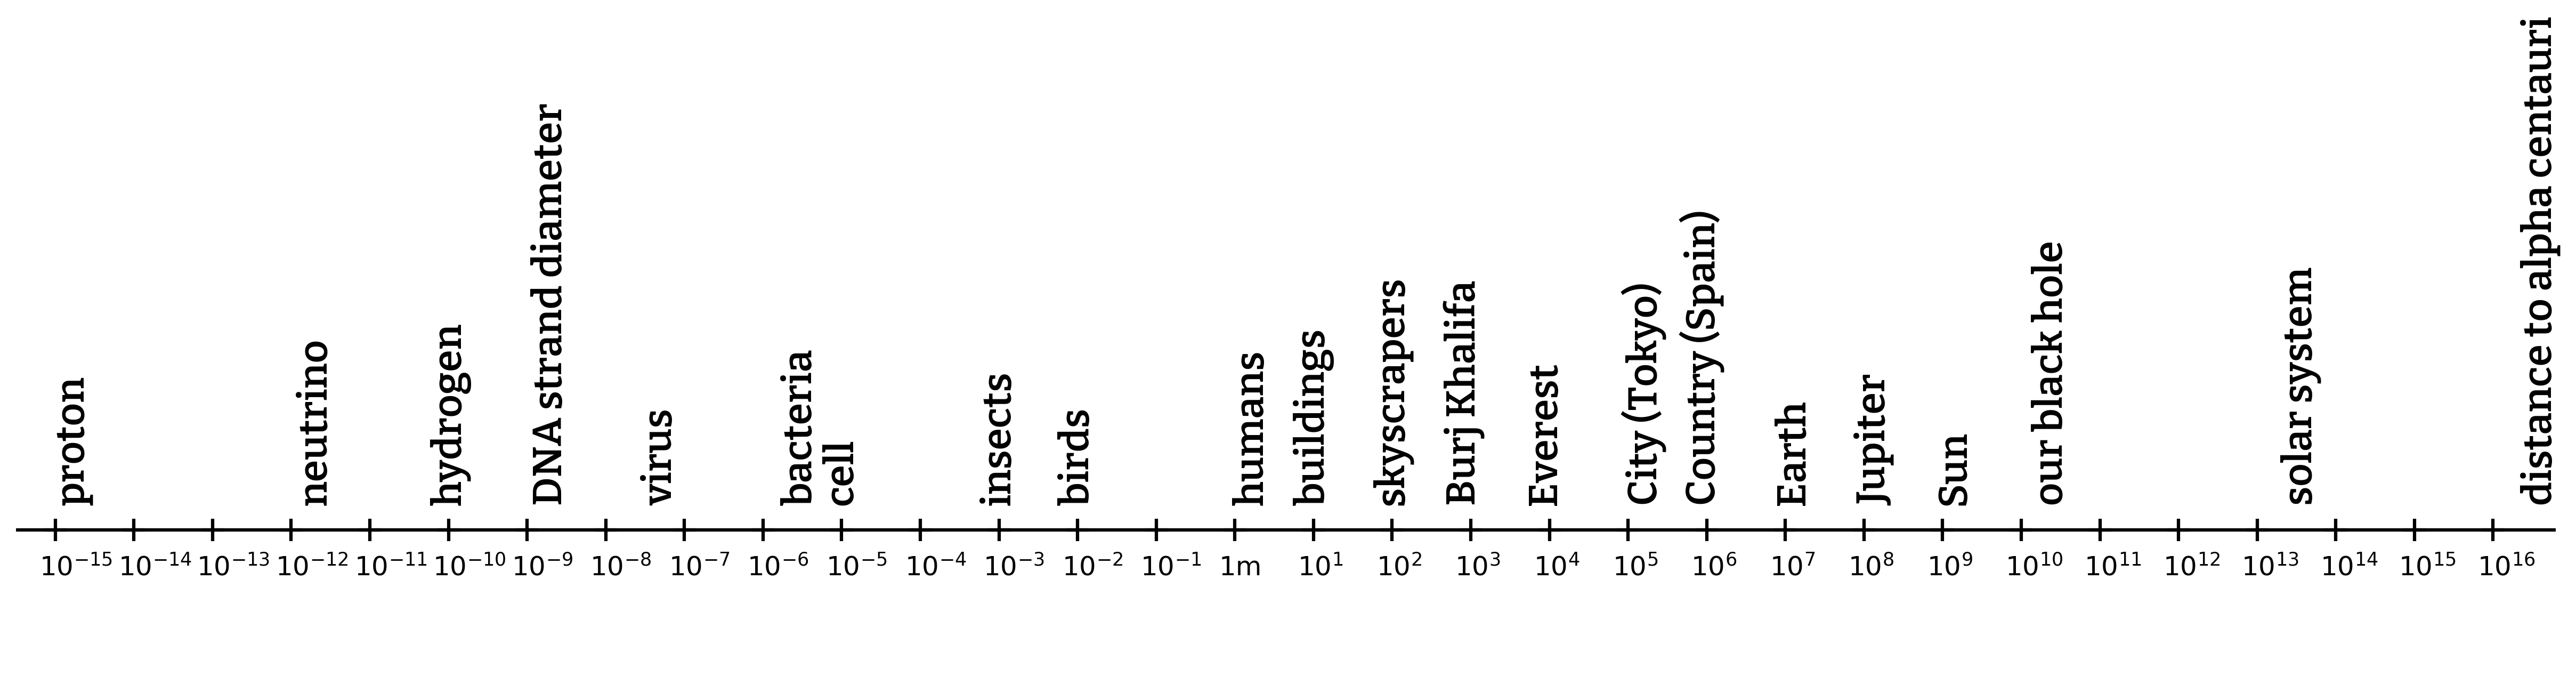 proton
neutrino
hydrogen
DNA strand diameter
virus
bacteria
cell
insects
birds
humans
buildings
skyscrapers
Burj Khalifa
Everest
City (Tokyo)
Country (Spain)
Earth
Jupiter
Sun
our black hole
solar system
distance to alpha centauri
10⁻¹⁵ 10⁻¹⁴ 10⁻¹³ 10⁻¹² 10⁻¹¹ 10⁻¹⁰ 10⁻⁹ 10⁻⁸ 10⁻⁷ 10⁻⁶ 10⁻⁵ 10⁻⁴ 10⁻³ 10⁻² 10⁻¹ 1m 10¹ 10² 10³ 10⁴ 10⁵ 10⁶ 10⁷ 10⁸ 10⁹ 10¹⁰ 10¹¹ 10¹² 10¹³ 10¹⁴ 10¹⁵ 10¹⁶